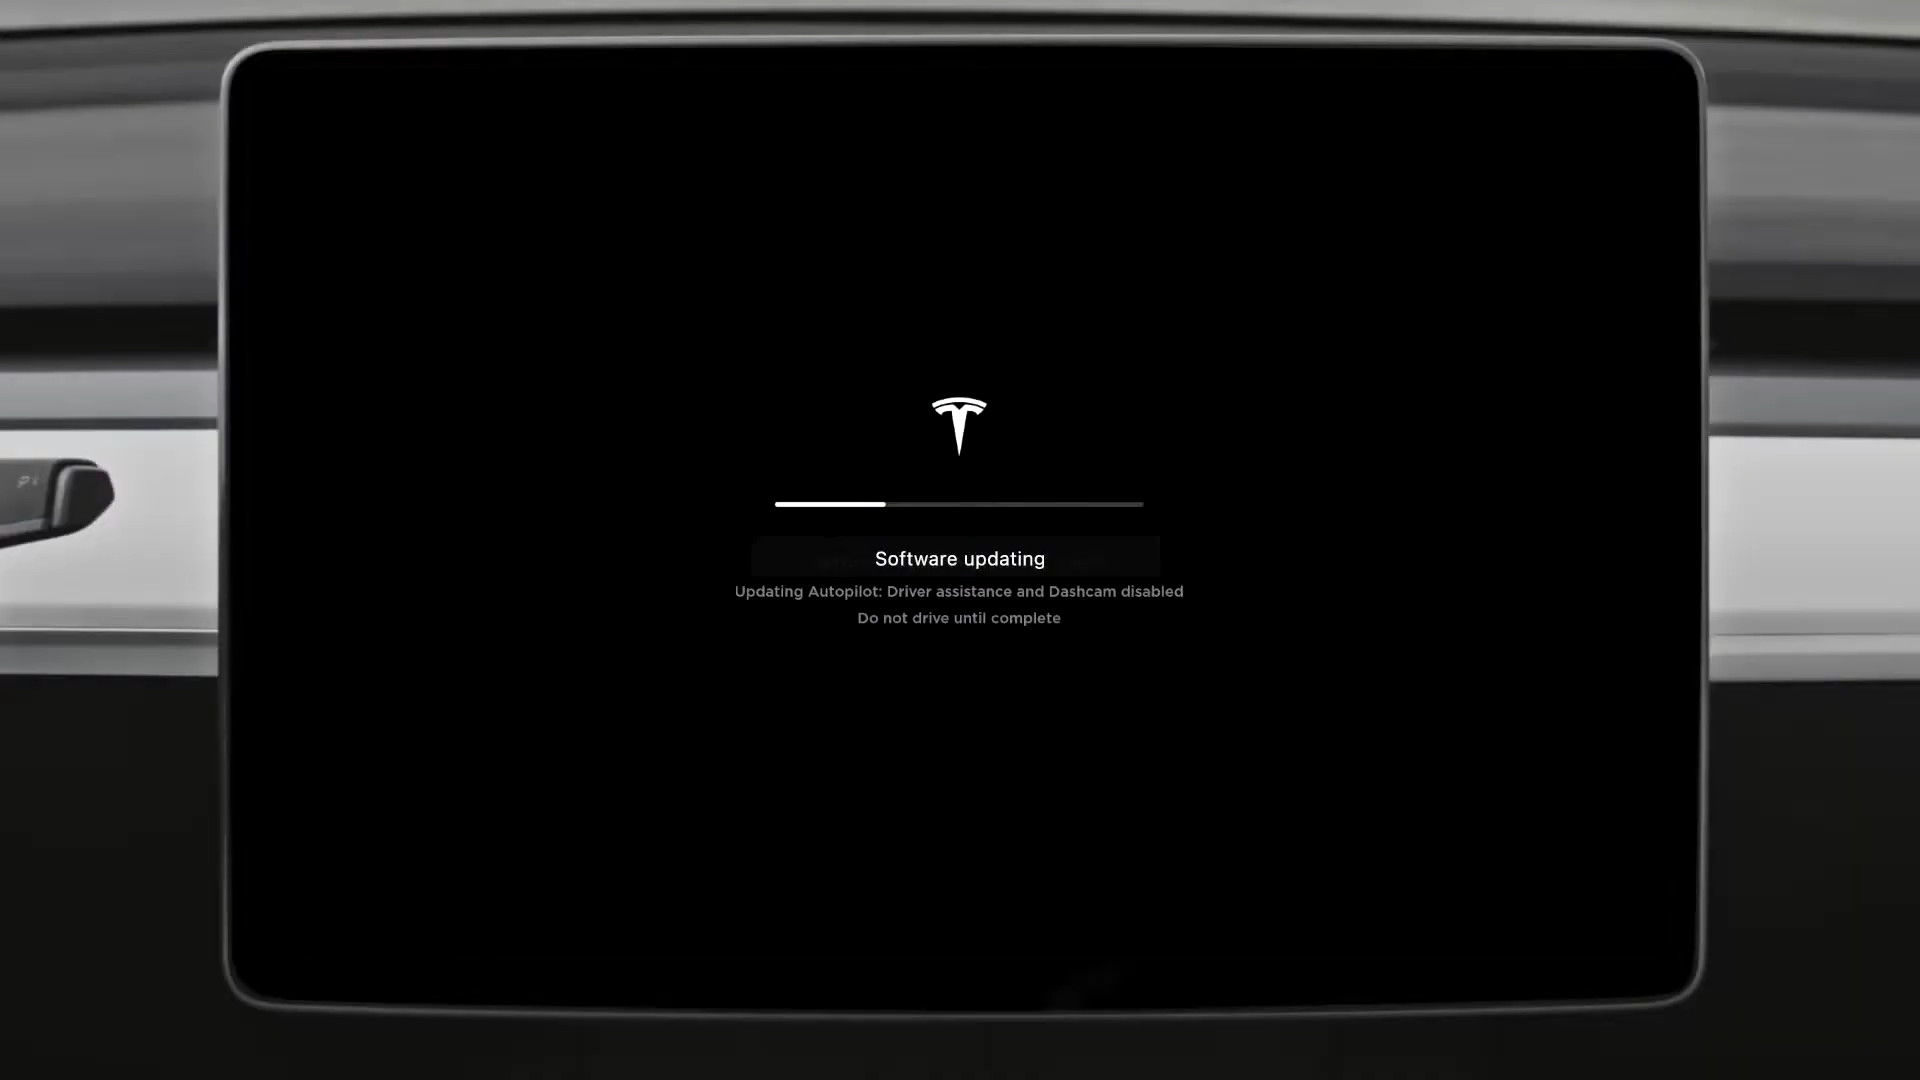 Software updating
Updating Autopilot: Driver assistance and Dashcam disabled
Do not drive until complete